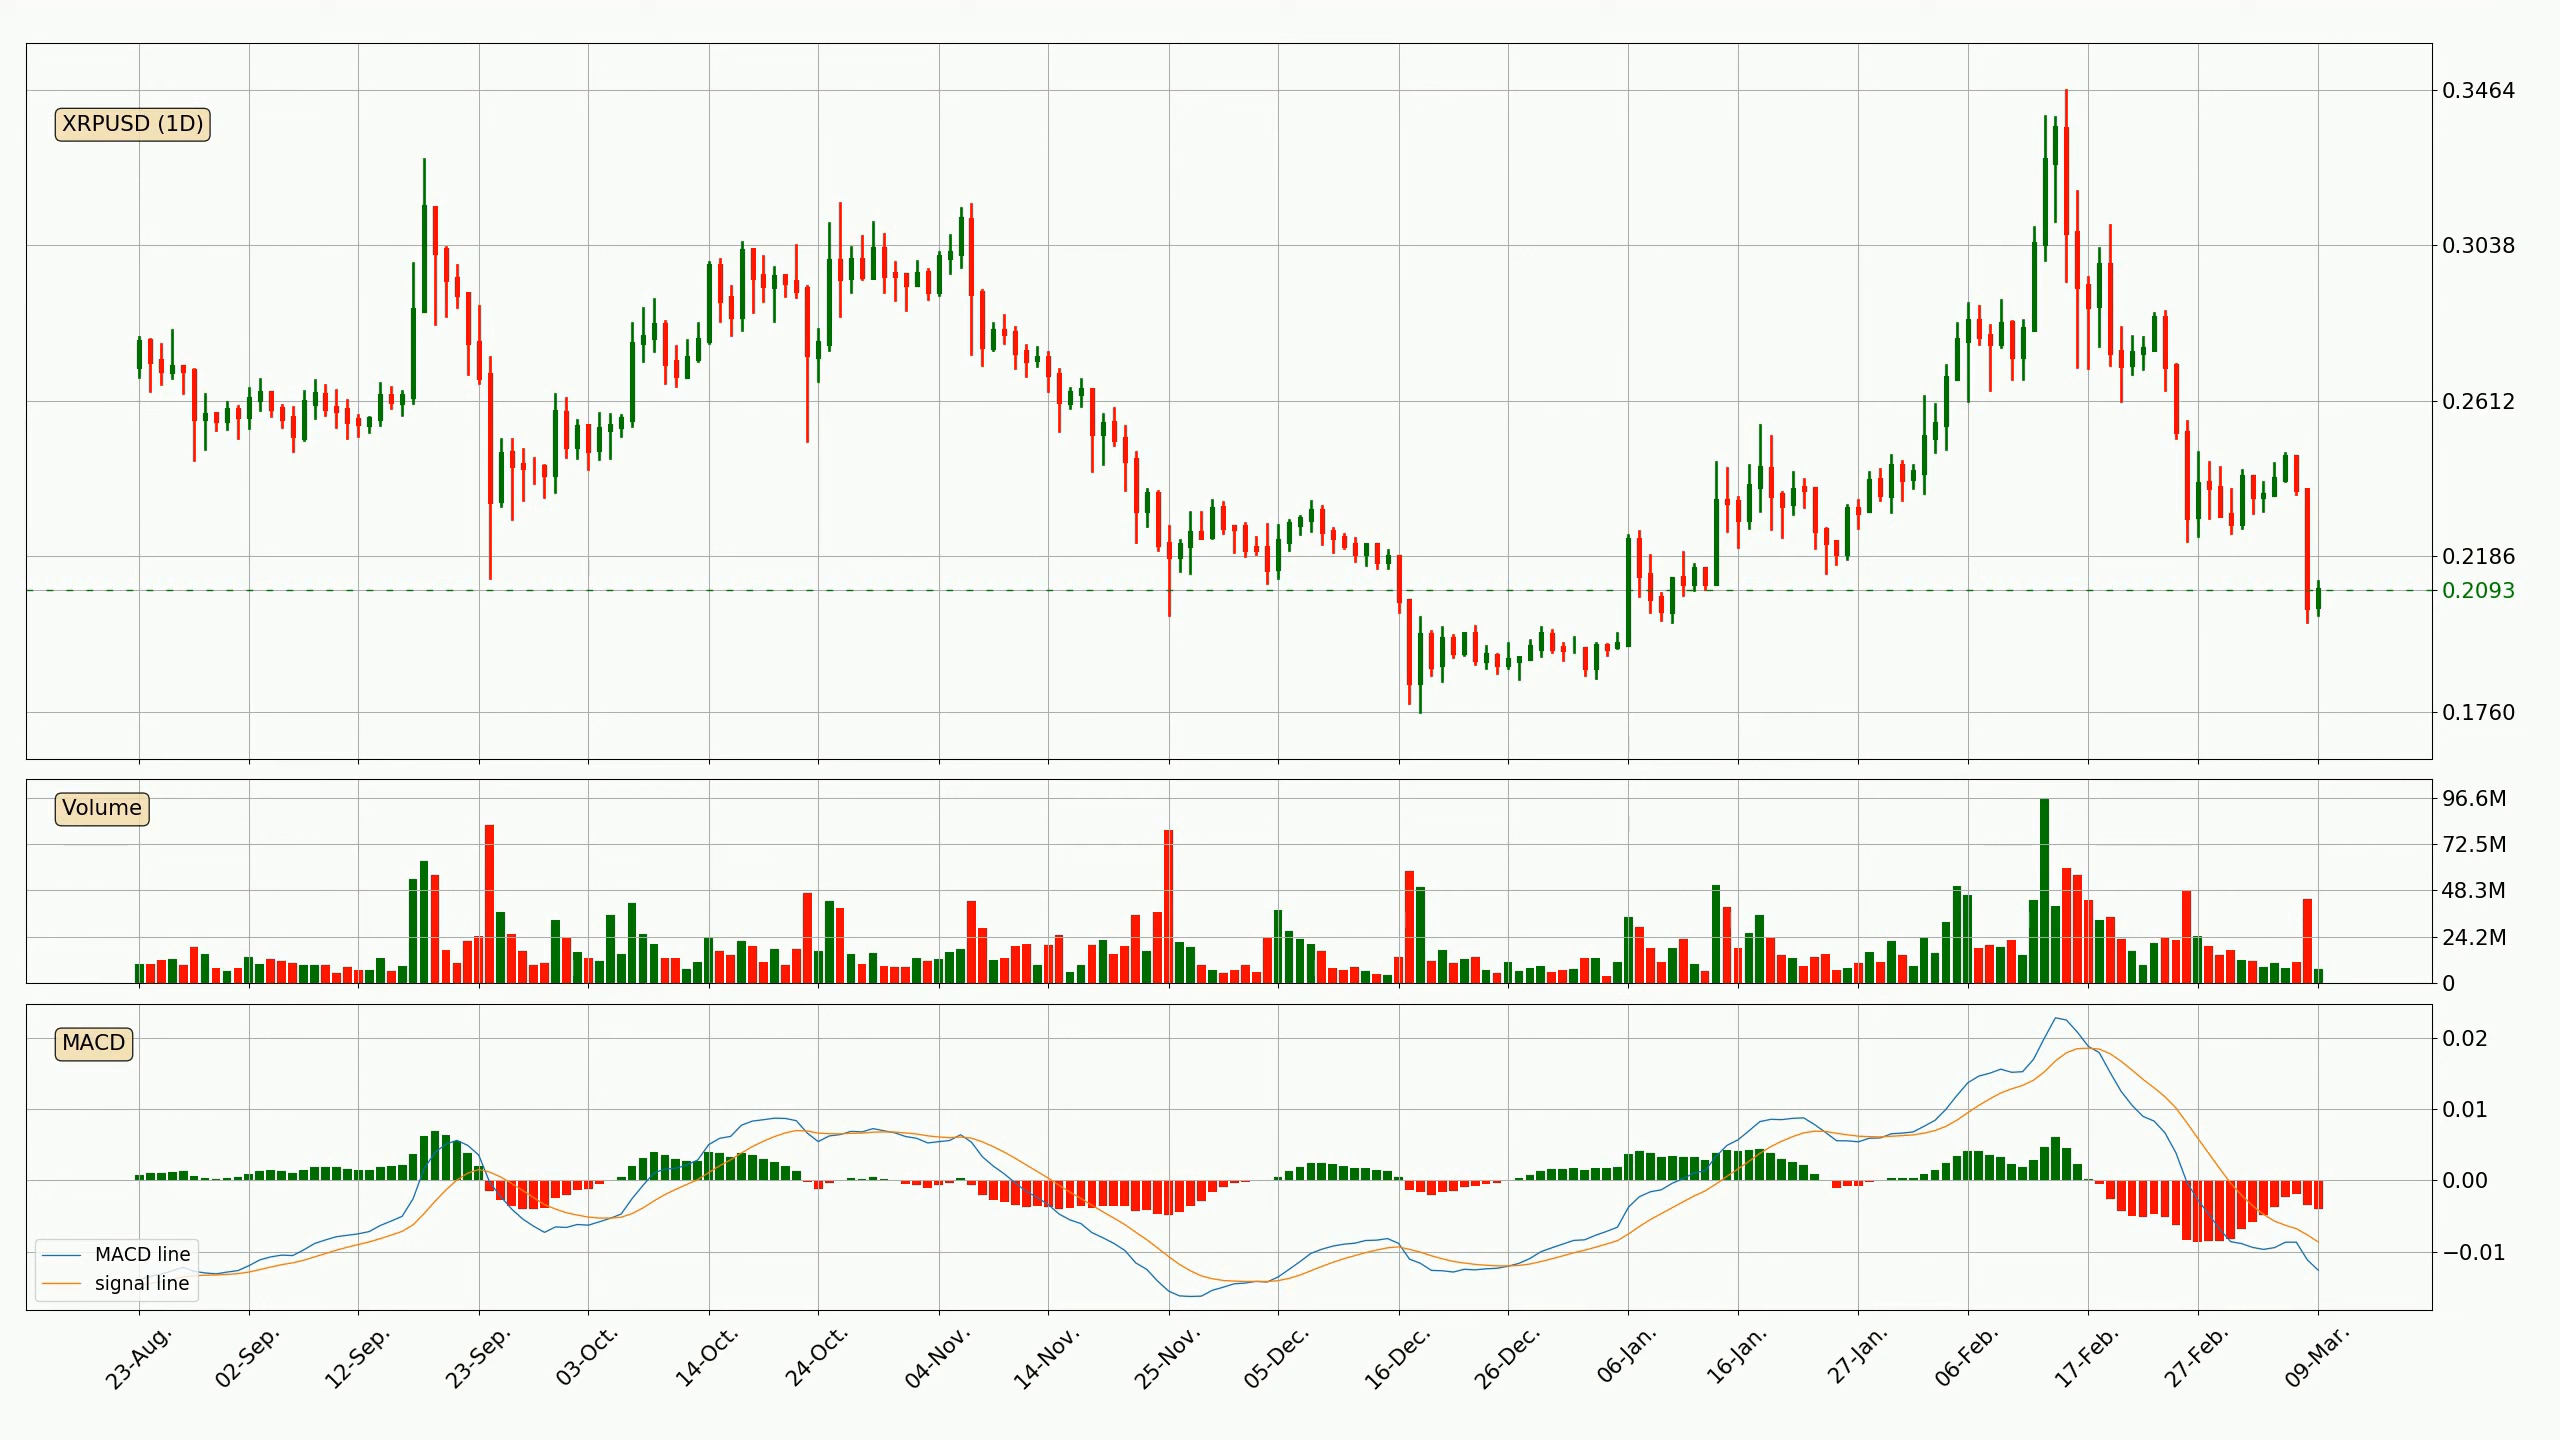 XRPUSD (1D)
0.3464
0.3038
0.2612
0.2186
0.2093
0.1760
Volume
96.6M
72.5M
48.3M
24.2M
0
MACD
0.02
0.01
0.00
−0.01
MACD line
signal line
23-Aug.
02-Sep.
12-Sep.
23-Sep.
03-Oct.
14-Oct.
24-Oct.
04-Nov.
14-Nov.
25-Nov.
05-Dec.
16-Dec.
26-Dec.
06-Jan.
16-Jan.
27-Jan.
06-Feb.
17-Feb.
27-Feb.
09-Mar.